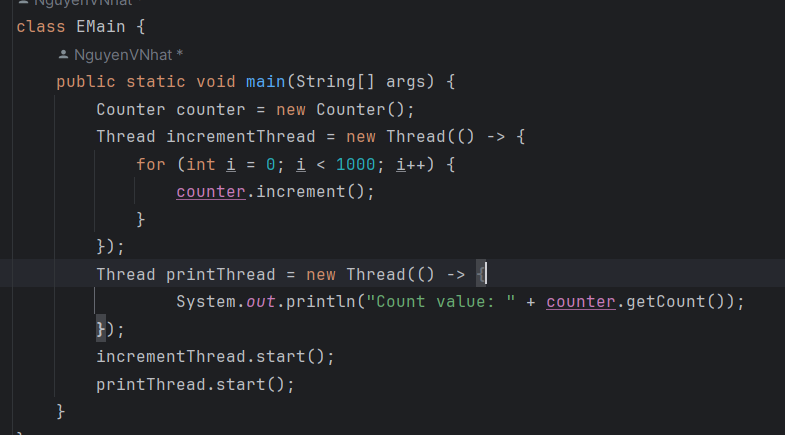 NguyenVNhat *
class EMain {
NguyenVNhat *
public static void main(String[] args) {
Counter counter = new Counter();
Thread incrementThread = new Thread(() -> {
for (int i = 0; i < 1000; i++) {
counter.increment();
}
});
Thread printThread = new Thread(() -> {
System.out.println("Count value: " + counter.getCount());
});
incrementThread.start();
printThread.start();
}
}